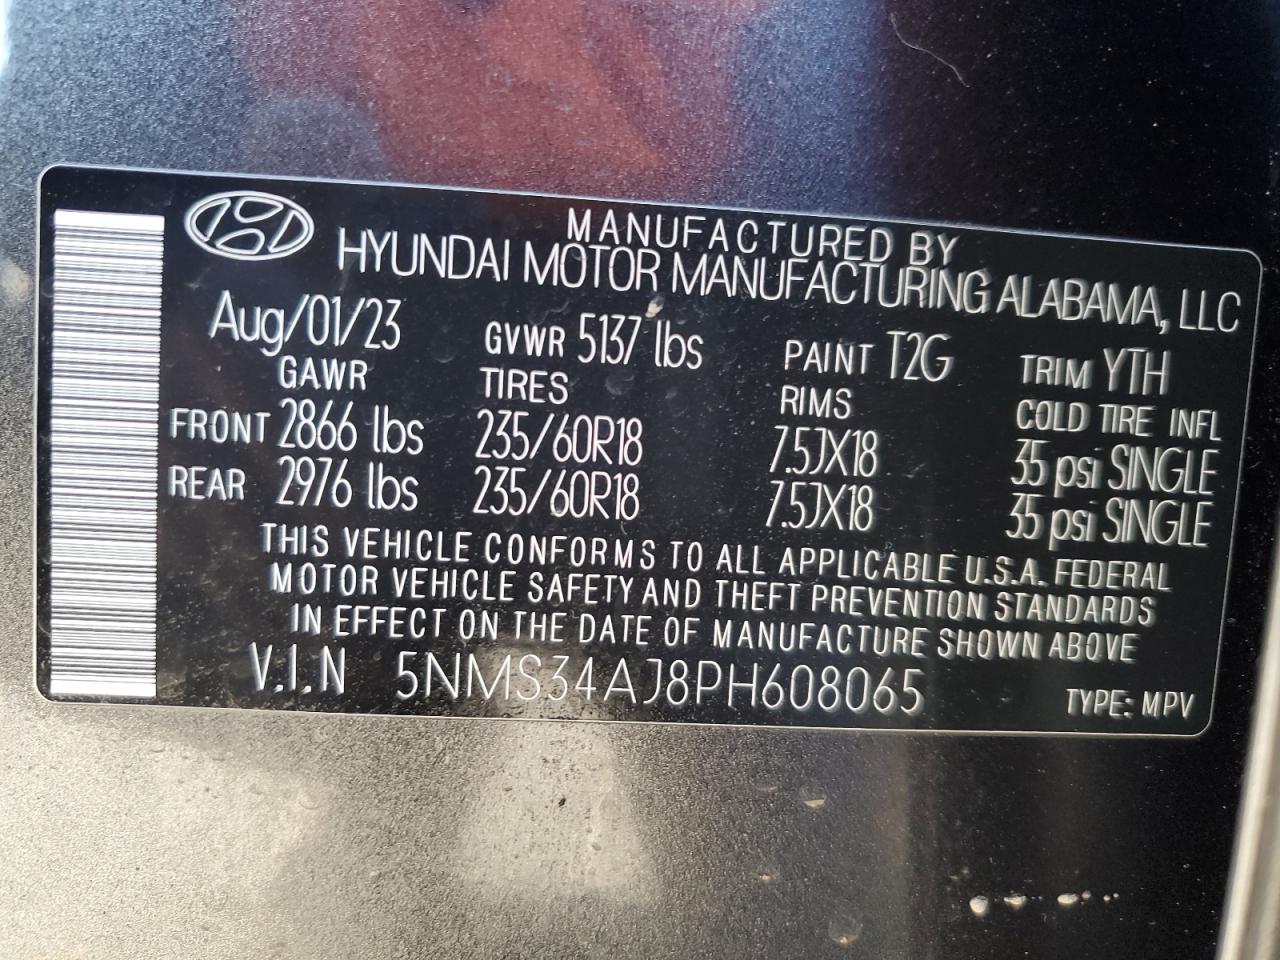 MANUFACTURED BY
HYUNDAI MOTOR MANUFACTURING ALABAMA, LLC
Aug/01/23 GVWR 5137 lbs PAINT T2G TRIM YTH
GAWR TIRES RIMS COLD TIRE INFL
FRONT 2866 lbs 235/60R18 7.5JX18 35 psi SINGLE
REAR 2976 lbs 235/60R18 7.5JX18 35 psi SINGLE
THIS VEHICLE CONFORMS TO ALL APPLICABLE U.S.A. FEDERAL
MOTOR VEHICLE SAFETY AND THEFT PREVENTION STANDARDS
IN EFFECT ON THE DATE OF MANUFACTURE SHOWN ABOVE
V.I.N 5NMS34AJ8PH608065 TYPE: MPV